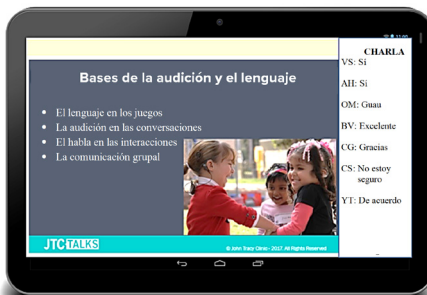 11:00
Bases de la audición y el lenguaje
• El lenguaje en los juegos
• La audición en las conversaciones
• El habla en las interacciones
• La comunicación grupal
JTC TALKS
© John Tracy Clinic - 2017. All Rights Reserved
CHARLA
VS: Si
AH: Si
OM: Guau
BV: Excelente
CG: Gracias
CS: No estoy
seguro
YT: De acuerdo